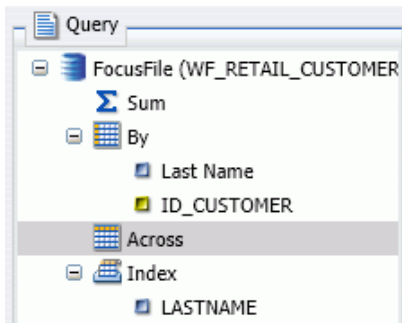 Query
FocusFile (WF_RETAIL_CUSTOMER
Sum
By
Last Name
ID_CUSTOMER
Across
Index
LASTNAME